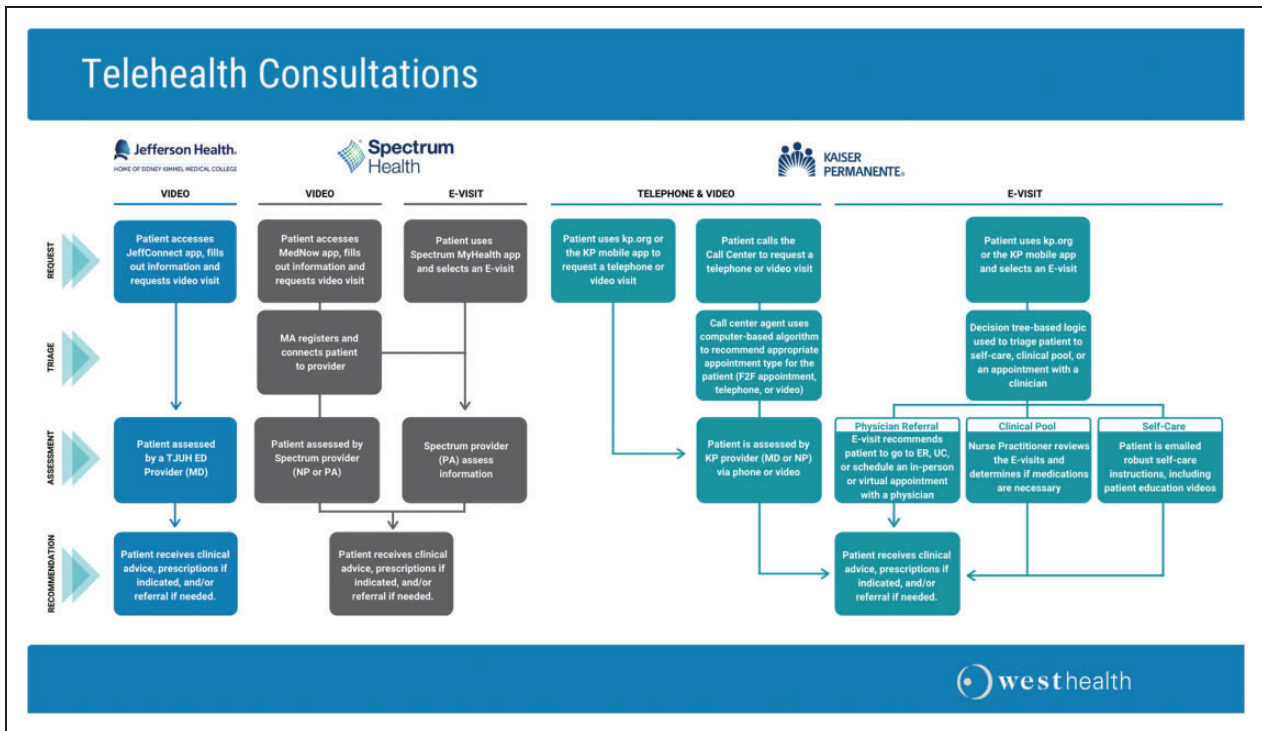 Telehealth Consultations
Jefferson Health.
HOME OF SIDNEY KIMMEL MEDICAL COLLEGE
Spectrum
Health
KAISER
PERMANENTE®
VIDEO
VIDEO
E-VISIT
TELEPHONE & VIDEO
E-VISIT
REQUEST
Patient accesses
JeffConnect app, fills
out information and
requests video visit
Patient accesses
MedNow app, fills
out information and
requests video visit
Patient uses
Spectrum MyHealth app
and selects an E-visit
Patient uses kp.org or
the KP mobile app to
request a telephone or
video visit
Patient calls the
Call Center to request a
telephone or video visit
Patient uses kp.org
or the KP mobile app
and selects an E-visit
TRIAGE
MA registers and
connects patient
to provider
Call center agent uses
computer-based algorithm
to recommend appropriate
appointment type for the
patient (F2F appointment,
telephone, or video)
Decision tree-based logic
used to triage patient to
self-care, clinical pool, or
an appointment with a
clinician
ASSESSMENT
Patient assessed
by a TJUH ED
Provider (MD)
Patient assessed by
Spectrum provider
(NP or PA)
Spectrum provider
(PA) assess
information
Patient is assessed by
KP provider (MD or NP)
via phone or video
Physician Referral
E-visit recommends
patient to go to ER, UC,
or schedule an in-person
or virtual appointment
with a physician
Clinical Pool
Nurse Practitioner reviews
the E-visits and
determines if medications
are necessary
Self-Care
Patient is emailed
robust self-care
instructions, including
patient education videos
RECOMMENDATION
Patient receives clinical
advice, prescriptions if
indicated, and/or
referral if needed.
Patient receives clinical
advice, prescriptions if
indicated, and/or
referral if needed.
Patient receives clinical
advice, prescriptions if
indicated, and/or
referral if needed.
westhealth